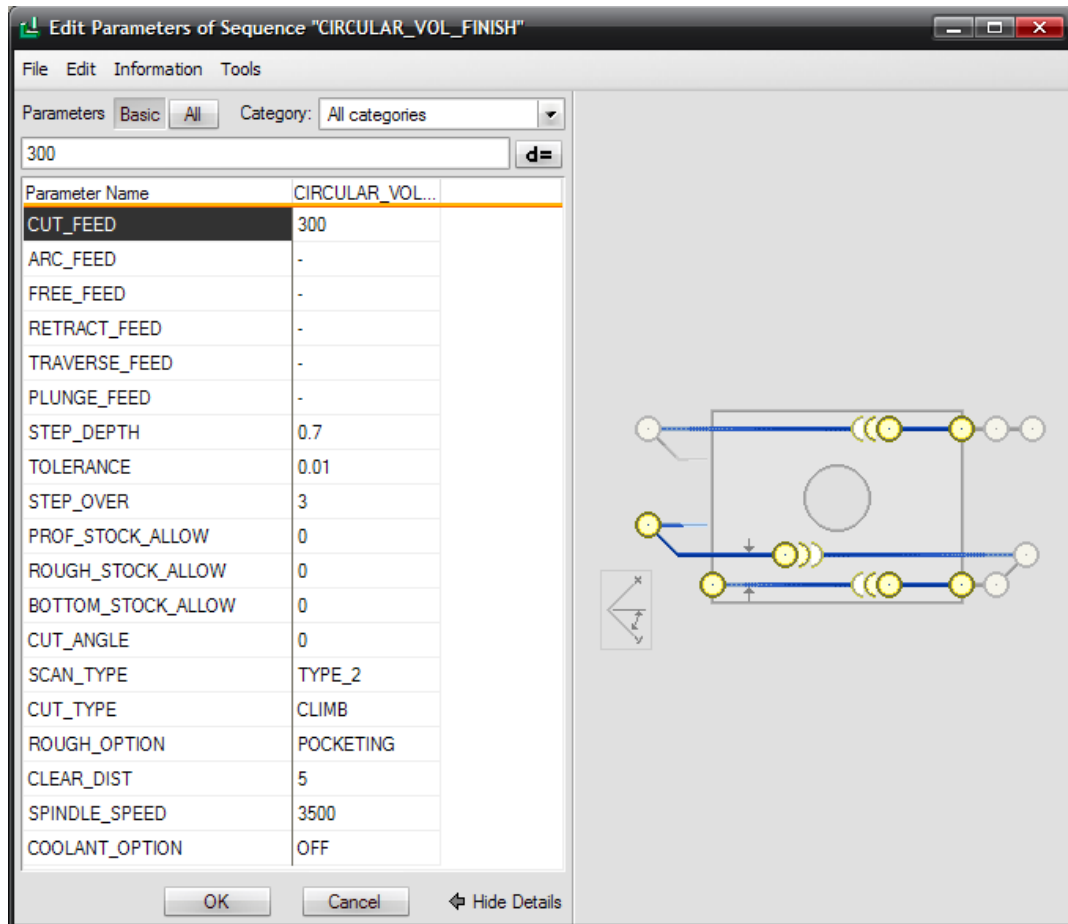 Edit Parameters of Sequence "CIRCULAR_VOL_FINISH"
File Edit Information Tools
Parameters Basic All Category: All categories
300 d=
Parameter Name CIRCULAR_VOL...
CUT_FEED 300
ARC_FEED -
FREE_FEED -
RETRACT_FEED -
TRAVERSE_FEED -
PLUNGE_FEED -
STEP_DEPTH 0.7
TOLERANCE 0.01
STEP_OVER 3
PROF_STOCK_ALLOW 0
ROUGH_STOCK_ALLOW 0
BOTTOM_STOCK_ALLOW 0
CUT_ANGLE 0
SCAN_TYPE TYPE_2
CUT_TYPE CLIMB
ROUGH_OPTION POCKETING
CLEAR_DIST 5
SPINDLE_SPEED 3500
COOLANT_OPTION OFF
OK Cancel Hide Details
x
y